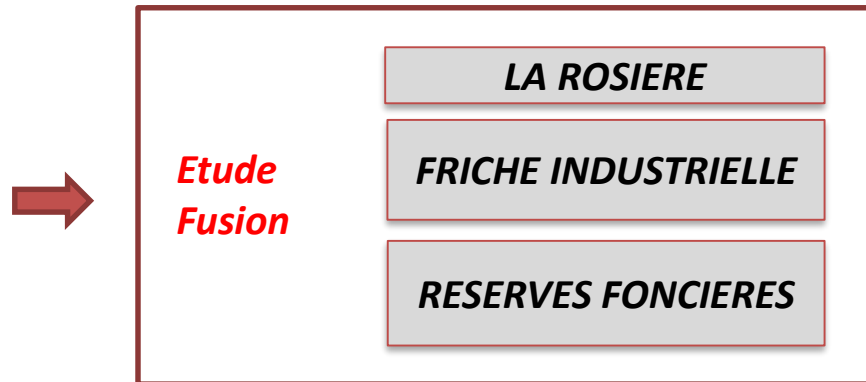 LA ROSIERE
Etude
Fusion
FRICHE INDUSTRIELLE
RESERVES FONCIERES